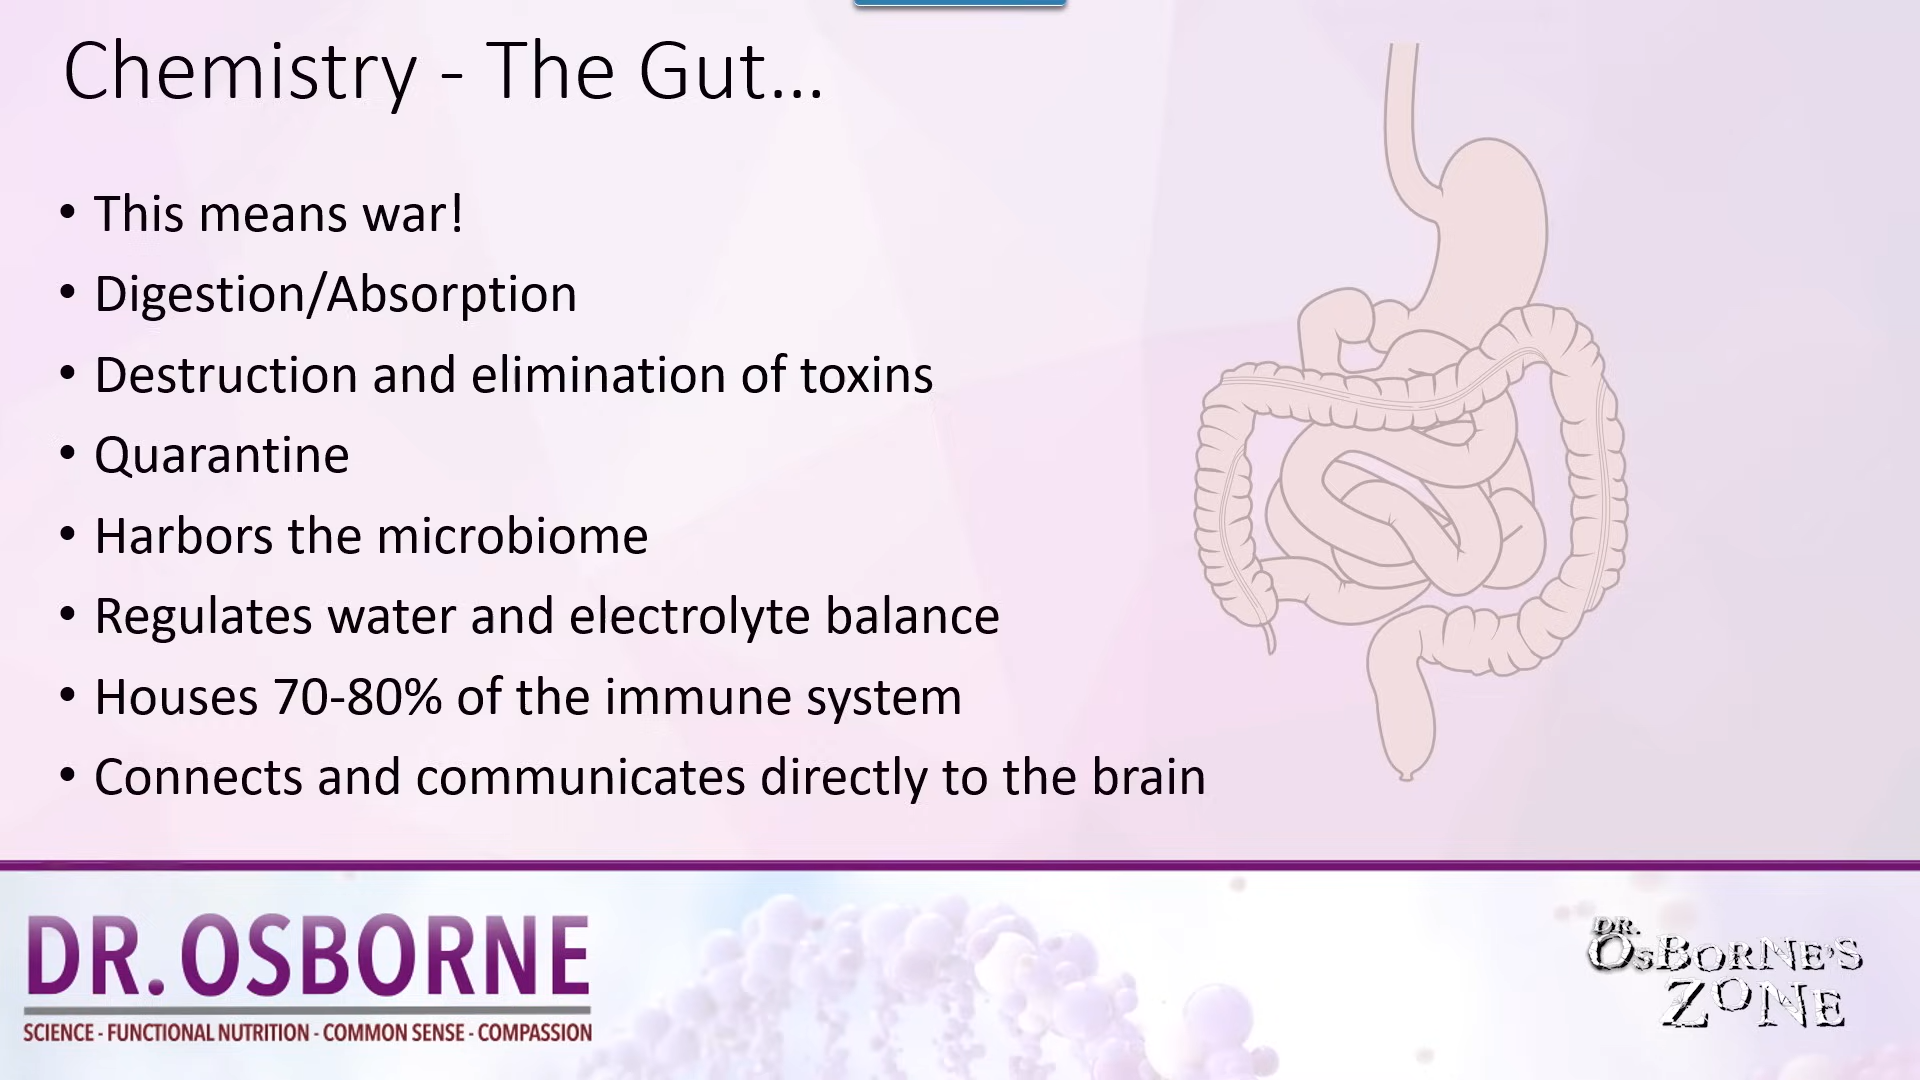 Chemistry - The Gut...
• This means war!
• Digestion/Absorption
• Destruction and elimination of toxins
• Quarantine
• Harbors the microbiome
• Regulates water and electrolyte balance
• Houses 70-80% of the immune system
• Connects and communicates directly to the brain
DR. OSBORNE
SCIENCE - FUNCTIONAL NUTRITION - COMMON SENSE - COMPASSION
DR.
OSBORNE'S
ZONE